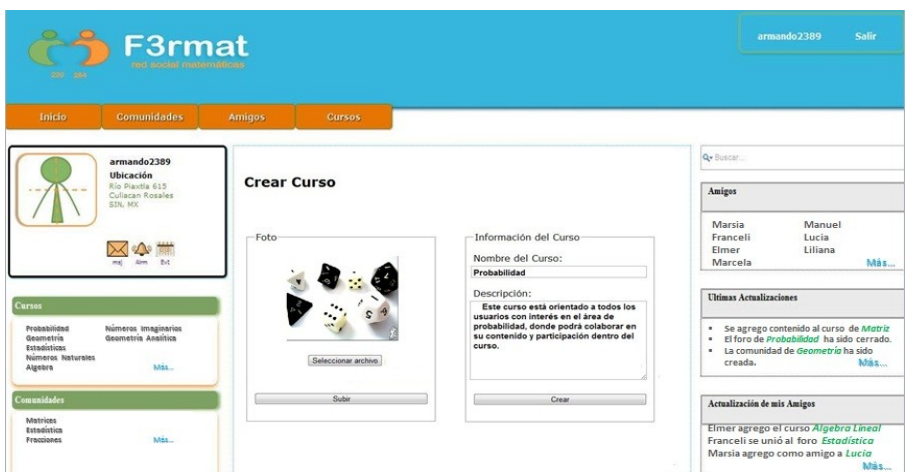 F3rmat
red social matemáticas
220 284
armando2389 Salir
Inicio Comunidades Amigos Cursos
armando2389
Ubicación
Río Piaxtla 615
Culiacan Rosales
SIN, MX
msj Alrm Evt
Cursos
Probabilidad Números Imaginarios
Geometría Geometría Analítica
Estadísticas
Números Naturales
Algebra Más...
Comunidades
Matrices
Estadística
Fracciones Más...
Crear Curso
Foto
Seleccionar archivo
Subir
Información del Curso
Nombre del Curso:
Probabilidad
Descripción:
Este curso está orientado a todos los
usuarios con interés en el área de
probabilidad, donde podrá colaborar en
su contenido y participación dentro del
curso.
Crear
Buscar...
Amigos
Marsia Manuel
Franceli Lucia
Elmer Liliana
Marcela Más...
Ultimas Actualizaciones
Se agrego contenido al curso de Matriz
El foro de Probabilidad ha sido cerrado.
La comunidad de Geometría ha sido
creada. Más...
Actualización de mis Amigos
Elmer agrego el curso Algebra Lineal
Franceli se unió al foro Estadística
Marsia agrego como amigo a Lucia
Más...